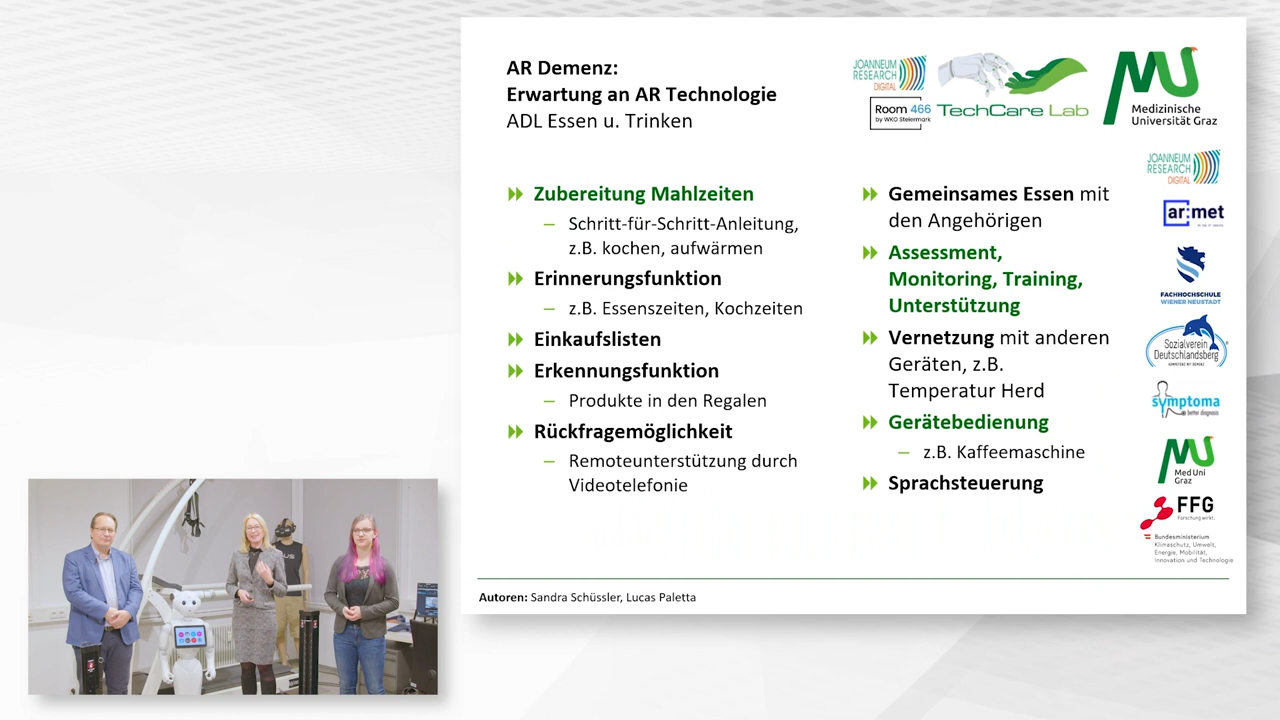 AR Demenz:
Erwartung an AR Technologie
ADL Essen u. Trinken
JOANNEUM
RESEARCH
DIGITAL
Room 466
by WKO Steiermark
TechCare Lab
Medizinische
Universität Graz
Zubereitung Mahlzeiten
– Schritt-für-Schritt-Anleitung,
z.B. kochen, aufwärmen
Erinnerungsfunktion
– z.B. Essenszeiten, Kochzeiten
Einkaufslisten
Erkennungsfunktion
– Produkte in den Regalen
Rückfragemöglichkeit
– Remoteunterstützung durch
Videotelefonie
Gemeinsames Essen mit
den Angehörigen
Assessment,
Monitoring, Training,
Unterstützung
Vernetzung mit anderen
Geräten, z.B.
Temperatur Herd
Gerätebedienung
– z.B. Kaffeemaschine
Sprachsteuerung
JOANNEUM
RESEARCH
DIGITAL
ar:met
FACHHOCHSCHULE
WIENER NEUSTADT
Sozialverein
Deutschlandsberg
symptoma
better diagnosis
Med Uni
Graz
FFG
Forschung wirkt.
Bundesministerium
Klimaschutz, Umwelt,
Energie, Mobilität,
Innovation und Technologie
Autoren: Sandra Schüssler, Lucas Paletta